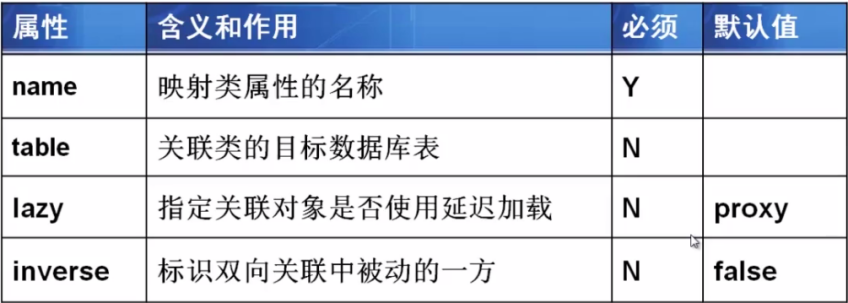 属性 含义和作用 必须 默认值
name 映射类属性的名称 Y
table 关联类的目标数据库表 N
lazy 指定关联对象是否使用延迟加载 N proxy
inverse 标识双向关联中被动的一方 N false